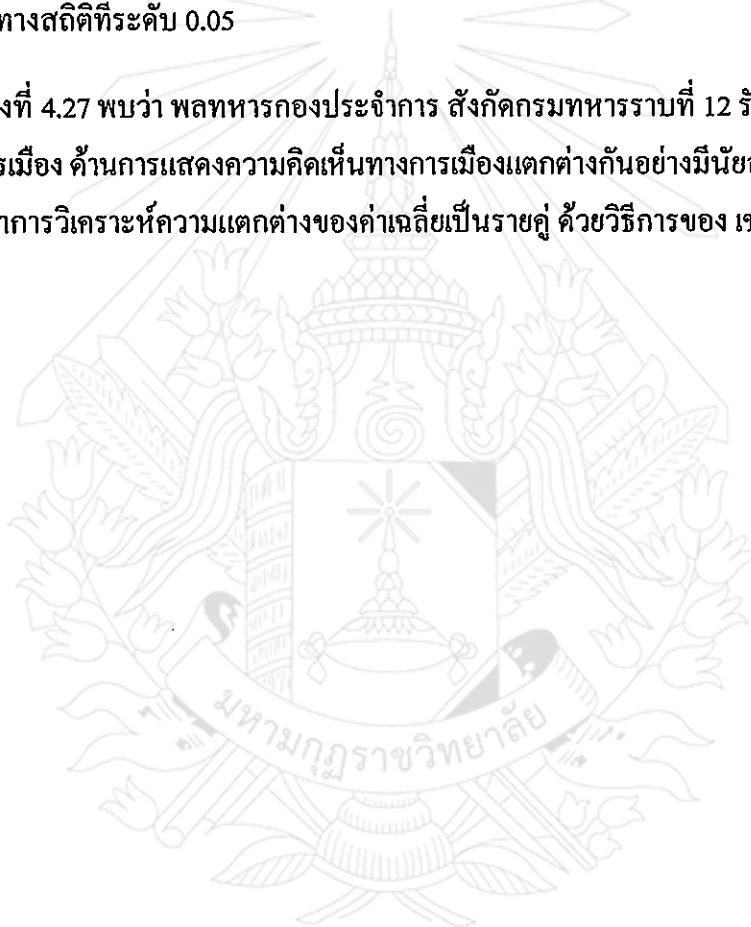 ทางสถิติที่ระดับ 0.05
งที่ 4.27 พบว่า พลทหารกองประจำการ สังกัดกรมทหารราบที่ 12 รั
รเมือง ด้านการแสดงความคิดเห็นทางการเมืองแตกต่างกันอย่างมีนัย
าการวิเคราะห์ความแตกต่างของค่าเฉลี่ยเป็นรายคู่ ด้วยวิธีการของ เช
มหามกุฏราชวิทยาลัย